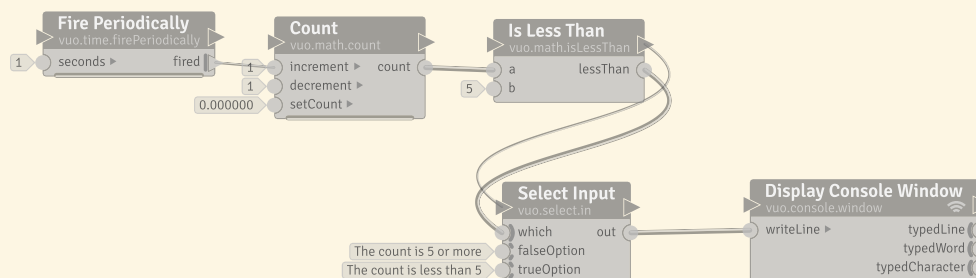 Fire Periodically
vuo.time.firePeriodically
1 seconds fired
Count
vuo.math.count
1 increment count
1 decrement
0.000000 setCount
Is Less Than
vuo.math.isLessThan
a lessThan
5 b
Select Input
vuo.select.in
which out
The count is 5 or more falseOption
The count is less than 5 trueOption
Display Console Window
vuo.console.window
writeLine typedLine
typedWord
typedCharacter